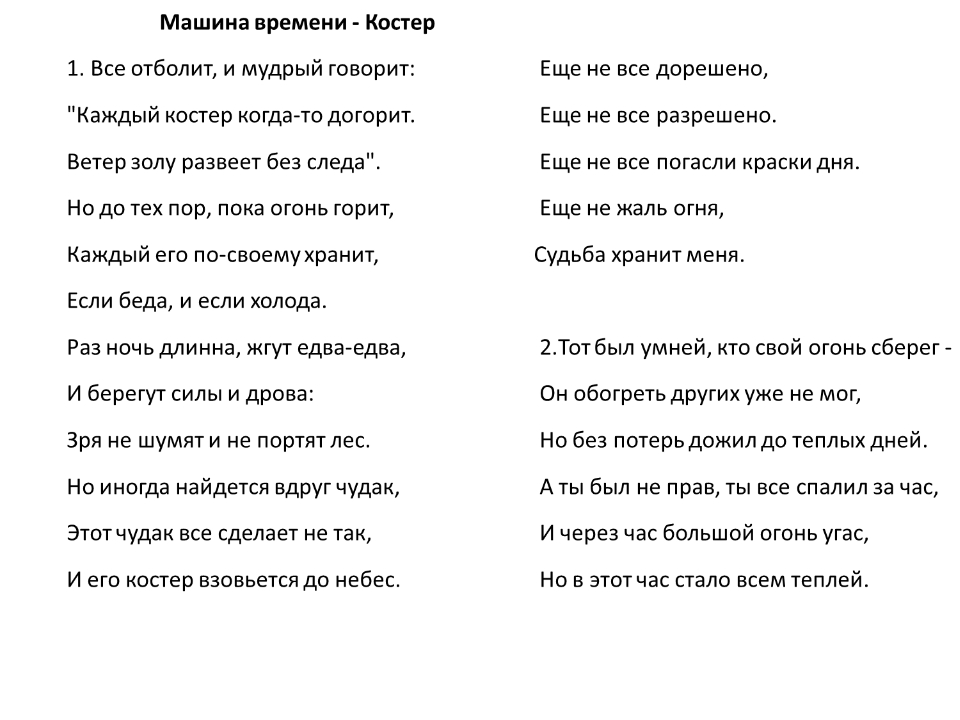 Машина времени - Костер
1. Все отболит, и мудрый говорит:
"Каждый костер когда-то догорит.
Ветер золу развеет без следа".
Но до тех пор, пока огонь горит,
Каждый его по-своему хранит,
Если беда, и если холода.
Раз ночь длинна, жгут едва-едва,
И берегут силы и дрова:
Зря не шумят и не портят лес.
Но иногда найдется вдруг чудак,
Этот чудак все сделает не так,
И его костер взовьется до небес.
Еще не все дорешено,
Еще не все разрешено.
Еще не все погасли краски дня.
Еще не жаль огня,
Судьба хранит меня.
2.Тот был умней, кто свой огонь сберег -
Он обогреть других уже не мог,
Но без потерь дожил до теплых дней.
А ты был не прав, ты все спалил за час,
И через час большой огонь угас,
Но в этот час стало всем теплей.